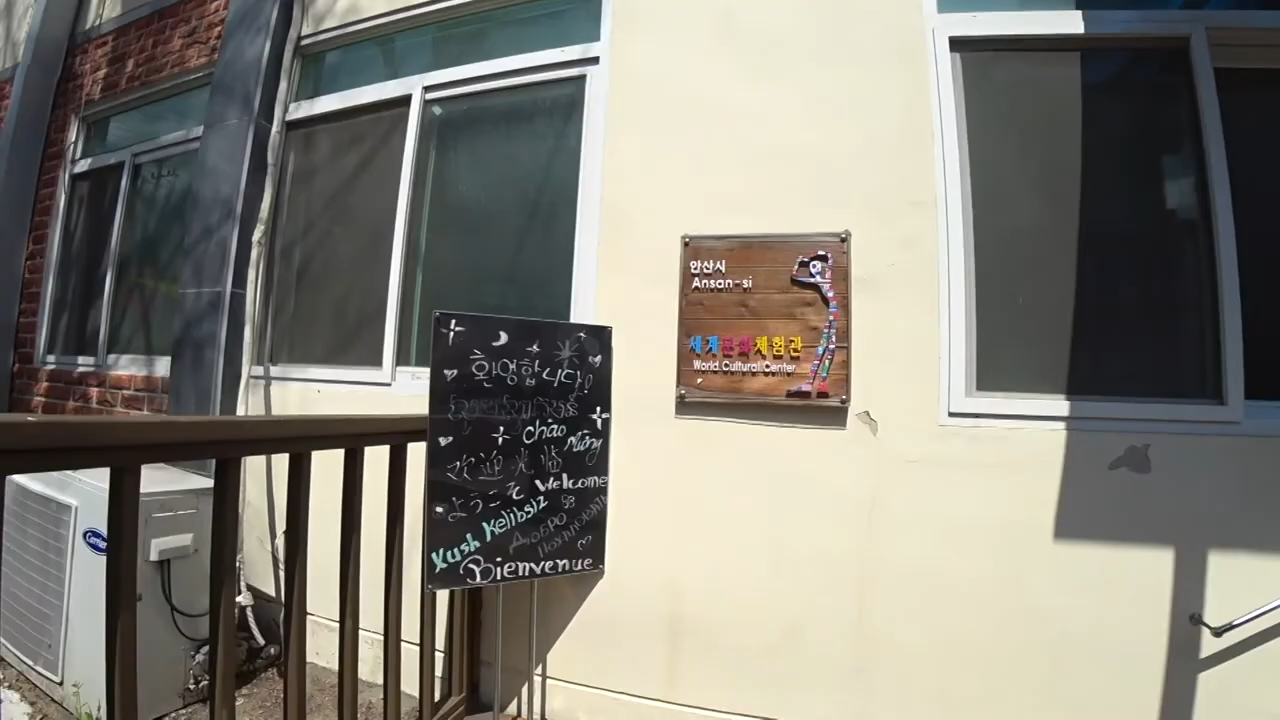 환영합니다
chào
mừng
欢迎光临
ようこそ
Welcome
Kush Kelibsiz
Добро
пожаловать
Bienvenue
안산시
Ansan-si
세계문화체험관
World Cultural Center
Carrier